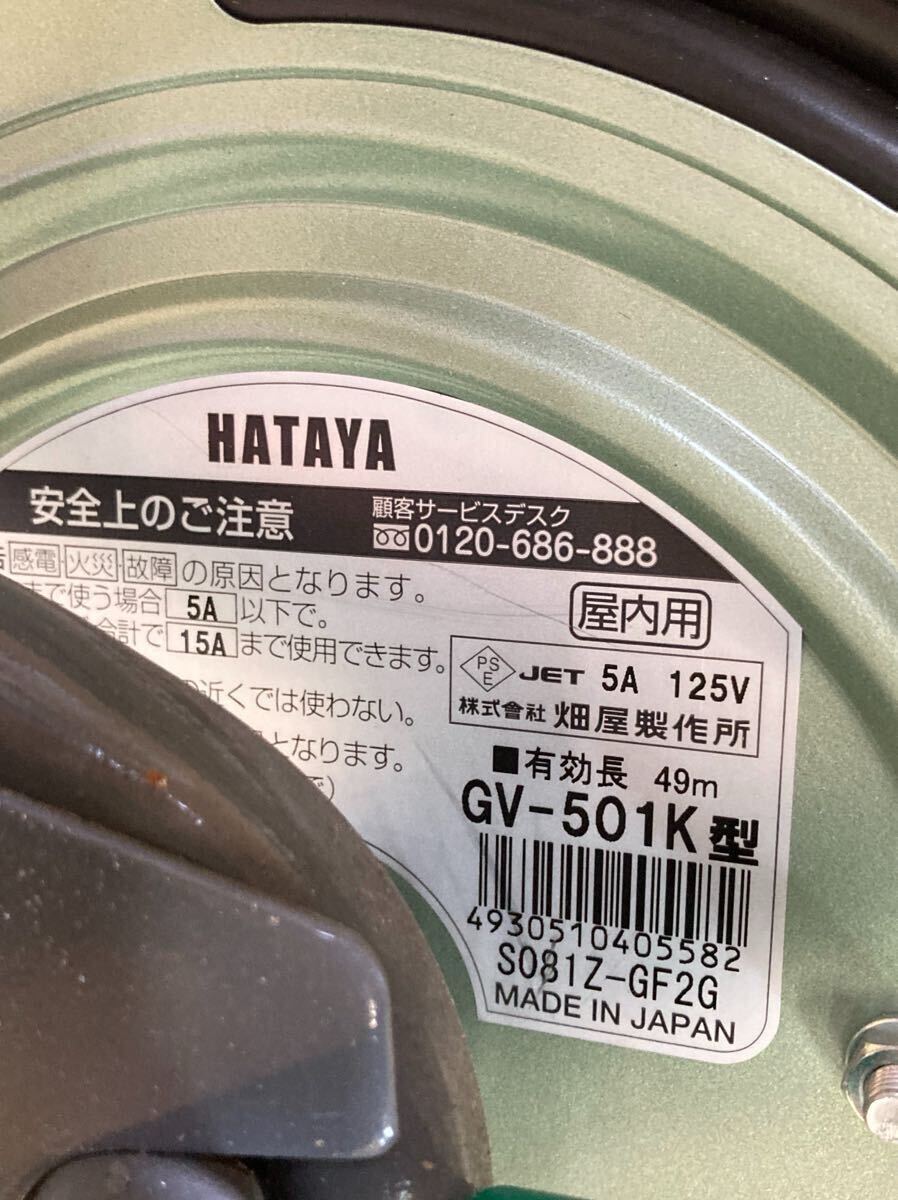 HATAYA
安全上のご注意
顧客サービスデスク
0120-686-888
感電・火災・故障の原因となります。
まで使う場合 5A 以下で。
合計で 15A まで使用できます。
の近くでは使わない。
となります。
屋内用
PS
E
JET 5A 125V
株式會社 畑屋製作所
■有効長 49m
GV-501K型
4930510405582
S081Z-GF2G
MADE IN JAPAN